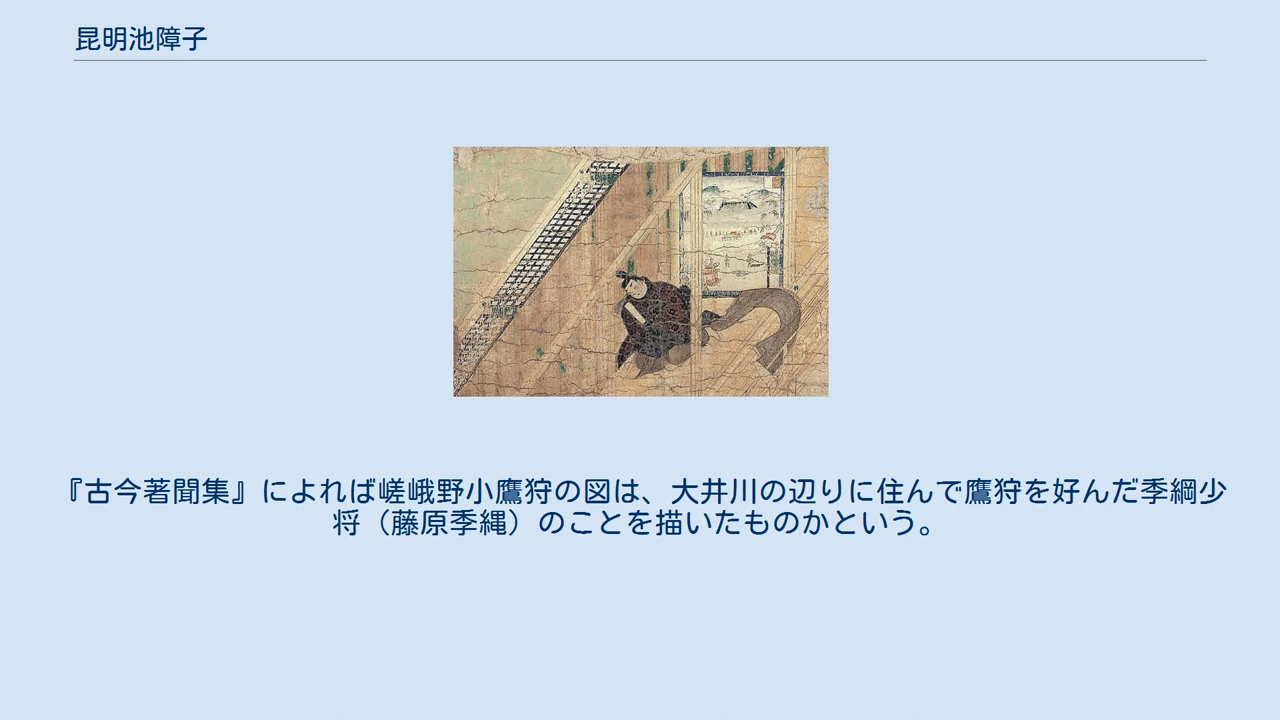 昆明池障子
『古今著聞集』によれば嵯峨野小鷹狩の図は、大井川の辺りに住んで鷹狩を好んだ季綱少
将（藤原季縄）のことを描いたものかという。